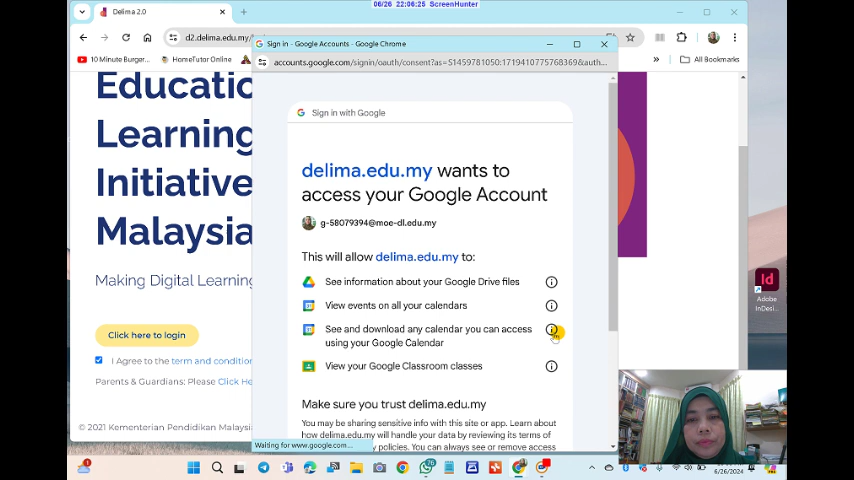 06/26 22:06:25 ScreenHunter
Delima 2.0
d2.delima.edu.my/
10 Minute Burger...
HomeTutor Online
All Bookmarks
Sign in - Google Accounts - Google Chrome
accounts.google.com/signin/oauth/consent?as=S1459781050:1719410775768369&auth...
Sign in with Google
delima.edu.my wants to
access your Google Account
g-58079394@moe-dl.edu.my
This will allow delima.edu.my to:
See information about your Google Drive files
View events on all your calendars
See and download any calendar you can access
using your Google Calendar
View your Google Classroom classes
Make sure you trust delima.edu.my
You may be sharing sensitive info with this site or app. Learn about
how delima.edu.my will handle your data by reviewing its terms of
policies. You can always see or remove access
Educatio
Learning
Initiative
Malaysia
Making Digital Learning
Click here to login
I Agree to the term and condition
Parents & Guardians: Please Click He
© 2021 Kementerian Pendidikan Malaysia
Waiting for www.google.com...
Id
Adobe
InDesi...
6/26/2024